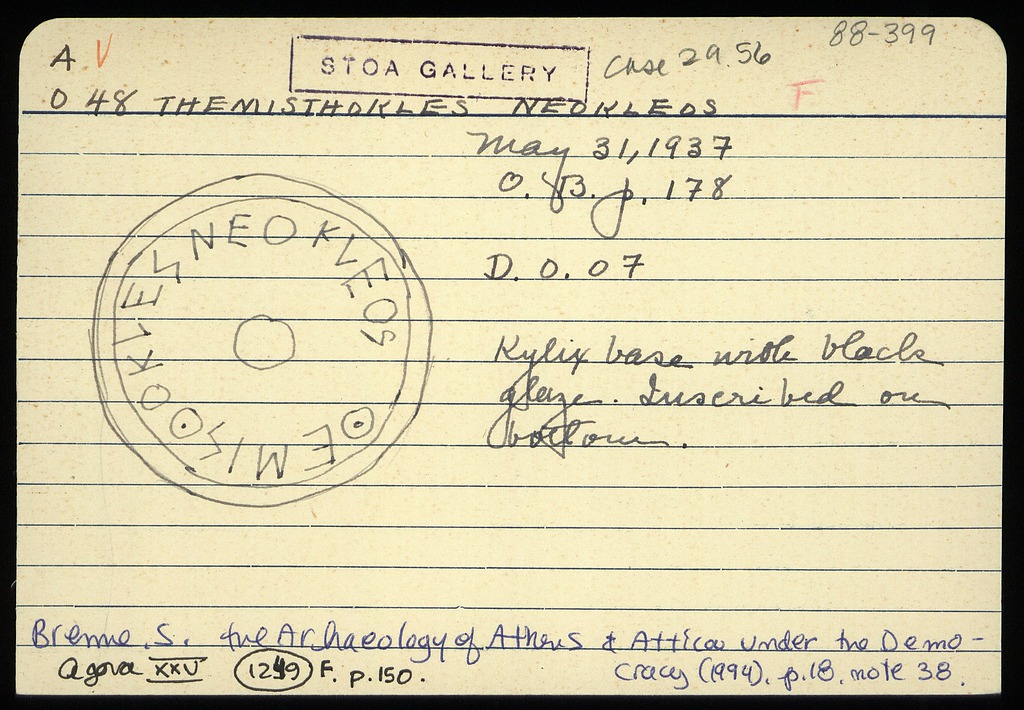 A V STOA GALLERY Case 29 56 88-399
O 48 THEMISTHOKLES NEOKLEOS F
May 31, 1937
O. B. p. 178
ΘEMISΘOKLES NEOKLEOS
D. 0.07
Kylix base with black
glaze. Inscribed on
bottom.
Brenne, S. the Archaeology of Athens & Attica under the Demo-
cracy (1994), p.18, note 38.
Agora XXV 1249 F. p.150.